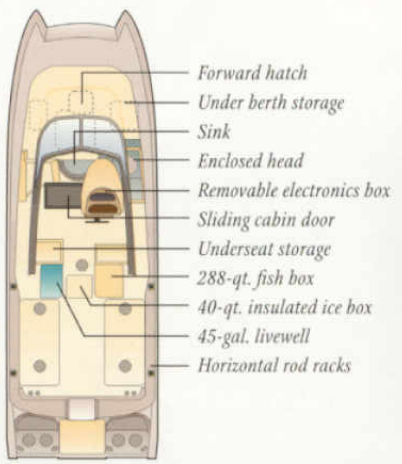 Forward hatch
Under berth storage
Sink
Enclosed head
Removable electronics box
Sliding cabin door
Underseat storage
288-qt. fish box
40-qt. insulated ice box
45-gal. livewell
Horizontal rod racks